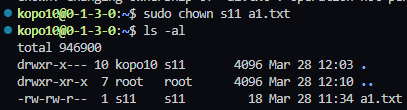 kopo10@0-1-3-0:~$ sudo chown s11 a1.txt
kopo10@0-1-3-0:~$ ls -al
total 946900
drwxr-x--- 10 kopo10 s11 4096 Mar 28 12:03 .
drwxr-xr-x 7 root root 4096 Mar 28 12:10 ..
-rw-rw-r-- 1 s11 s11 18 Mar 28 11:34 a1.txt